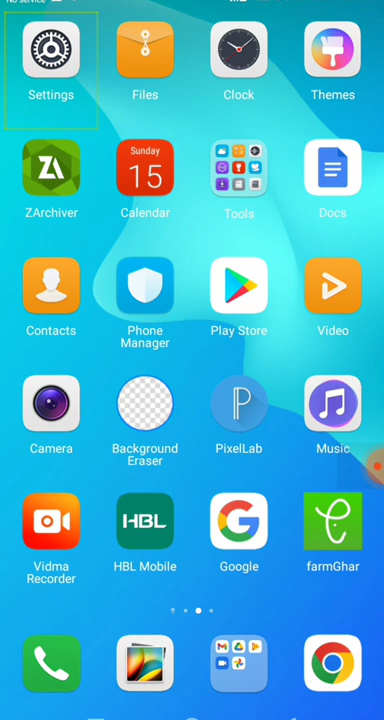 No service
Settings
Files
Clock
Themes
Sunday
15
ZA
ZArchiver
Calendar
Tools
Docs
Contacts
Phone
Manager
Play Store
Video
Camera
Background
Eraser
PixelLab
Music
HBL
Vidma
Recorder
HBL Mobile
Google
farmGhar